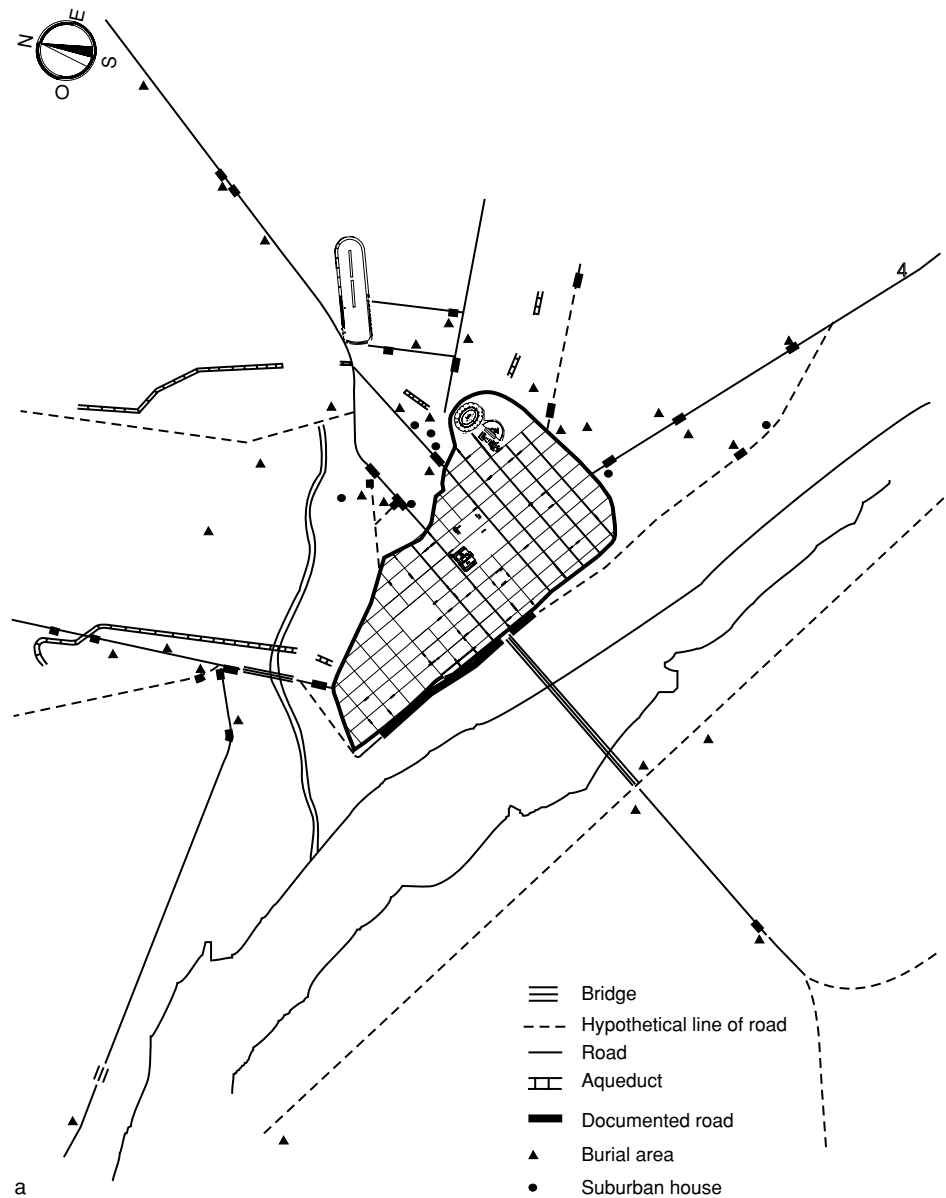 E
N
S
O
4
Bridge
Hypothetical line of road
Road
Aqueduct
Documented road
Burial area
Suburban house
a